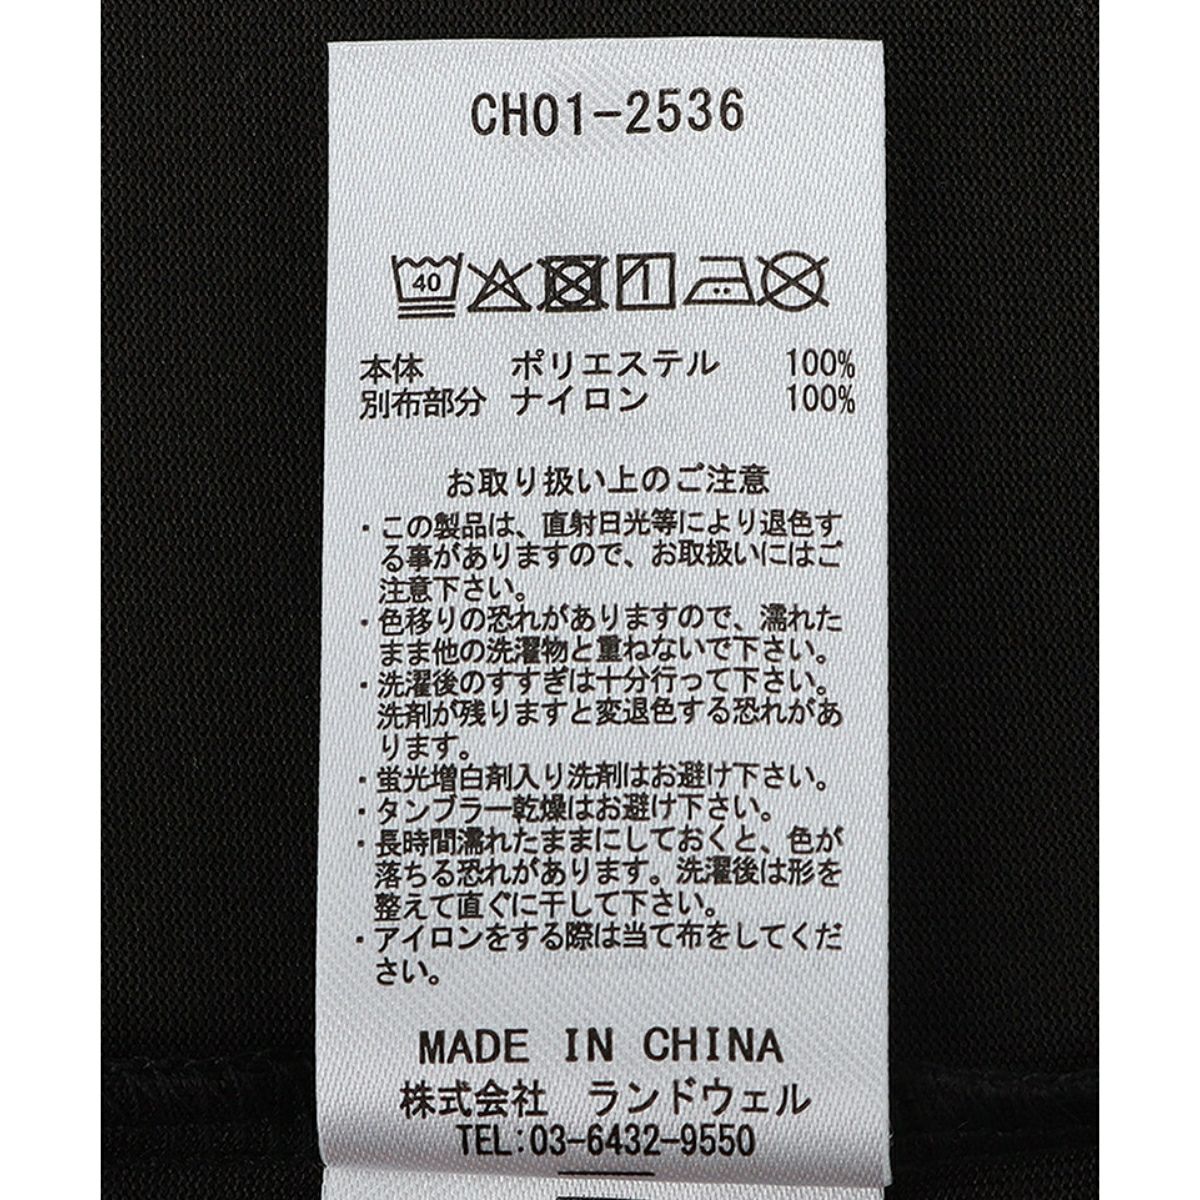 CH01-2536
40
本体 ポリエステル 100%
別布部分 ナイロン 100%
お取り扱い上のご注意
・この製品は、直射日光等により退色す
る事がありますので、お取扱いにはご
注意下さい。
・色移りの恐れがありますので、濡れた
まま他の洗濯物と重ねないで下さい。
・洗濯後のすすぎは十分行って下さい。
洗剤が残りますと変退色する恐れがあ
ります。
・蛍光増白剤入り洗剤はお避け下さい。
・タンブラー乾燥はお避け下さい。
・長時間濡れたままにしておくと、色が
落ちる恐れがあります。洗濯後は形を
整えて直ぐに干して下さい。
・アイロンをする際は当て布をしてくだ
さい。
MADE IN CHINA
株式会社 ランドウェル
TEL:03-6432-9550